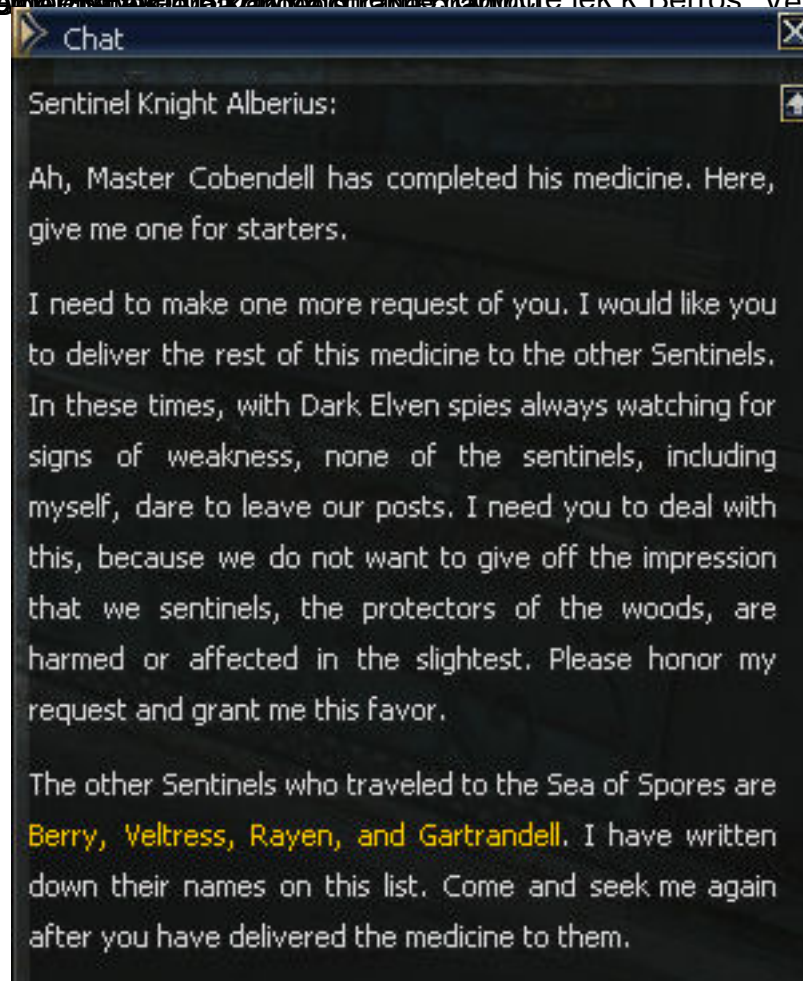 Chat
Sentinel Knight Alberius:
Ah, Master Cobendell has completed his medicine. Here,
give me one for starters.
I need to make one more request of you. I would like you
to deliver the rest of this medicine to the other Sentinels.
In these times, with Dark Elven spies always watching for
signs of weakness, none of the sentinels, including
myself, dare to leave our posts. I need you to deal with
this, because we do not want to give off the impression
that we sentinels, the protectors of the woods, are
harmed or affected in the slightest. Please honor my
request and grant me this favor.
The other Sentinels who traveled to the Sea of Spores are
Berry, Veltress, Rayen, and Gartrandell. I have written
down their names on this list. Come and seek me again
after you have delivered the medicine to them.